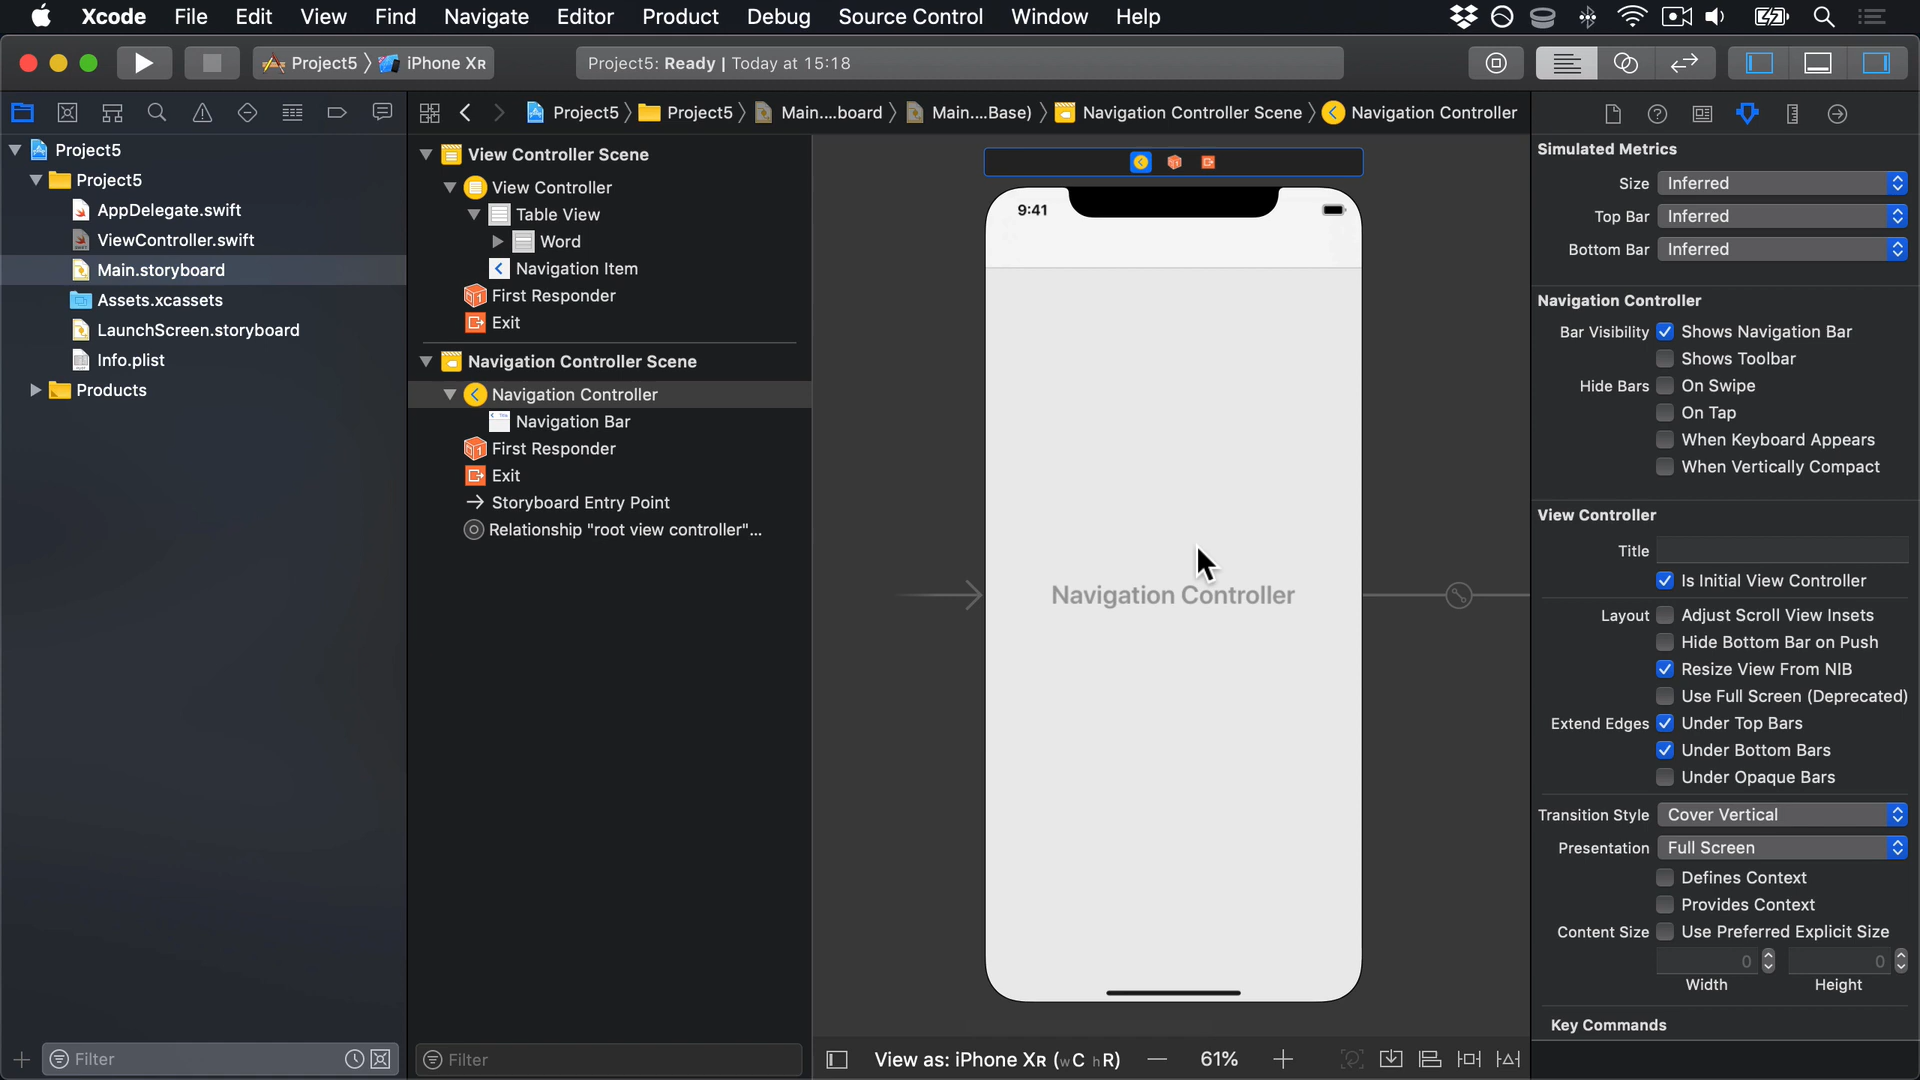 Xcode File Edit View Find Navigate Editor Product Debug Source Control Window Help
Project5 iPhone XR
Project5: Ready | Today at 15:18
Project5 Project5 Main....board Main....Base) Navigation Controller Scene Navigation Controller
Project5
Project5
AppDelegate.swift
ViewController.swift
Main.storyboard
Assets.xcassets
LaunchScreen.storyboard
Info.plist
Products
Filter
View Controller Scene
View Controller
Table View
Word
Navigation Item
First Responder
Exit
Navigation Controller Scene
Navigation Controller
Navigation Bar
First Responder
Exit
Storyboard Entry Point
Relationship "root view controller"...
Filter
9:41
Navigation Controller
View as: iPhone XR (wC hR) 61%
Simulated Metrics
Size Inferred
Top Bar Inferred
Bottom Bar Inferred
Navigation Controller
Bar Visibility Shows Navigation Bar
Shows Toolbar
Hide Bars On Swipe
On Tap
When Keyboard Appears
When Vertically Compact
View Controller
Title
Is Initial View Controller
Layout Adjust Scroll View Insets
Hide Bottom Bar on Push
Resize View From NIB
Use Full Screen (Deprecated)
Extend Edges Under Top Bars
Under Bottom Bars
Under Opaque Bars
Transition Style Cover Vertical
Presentation Full Screen
Defines Context
Provides Context
Content Size Use Preferred Explicit Size
0 0
Width Height
Key Commands